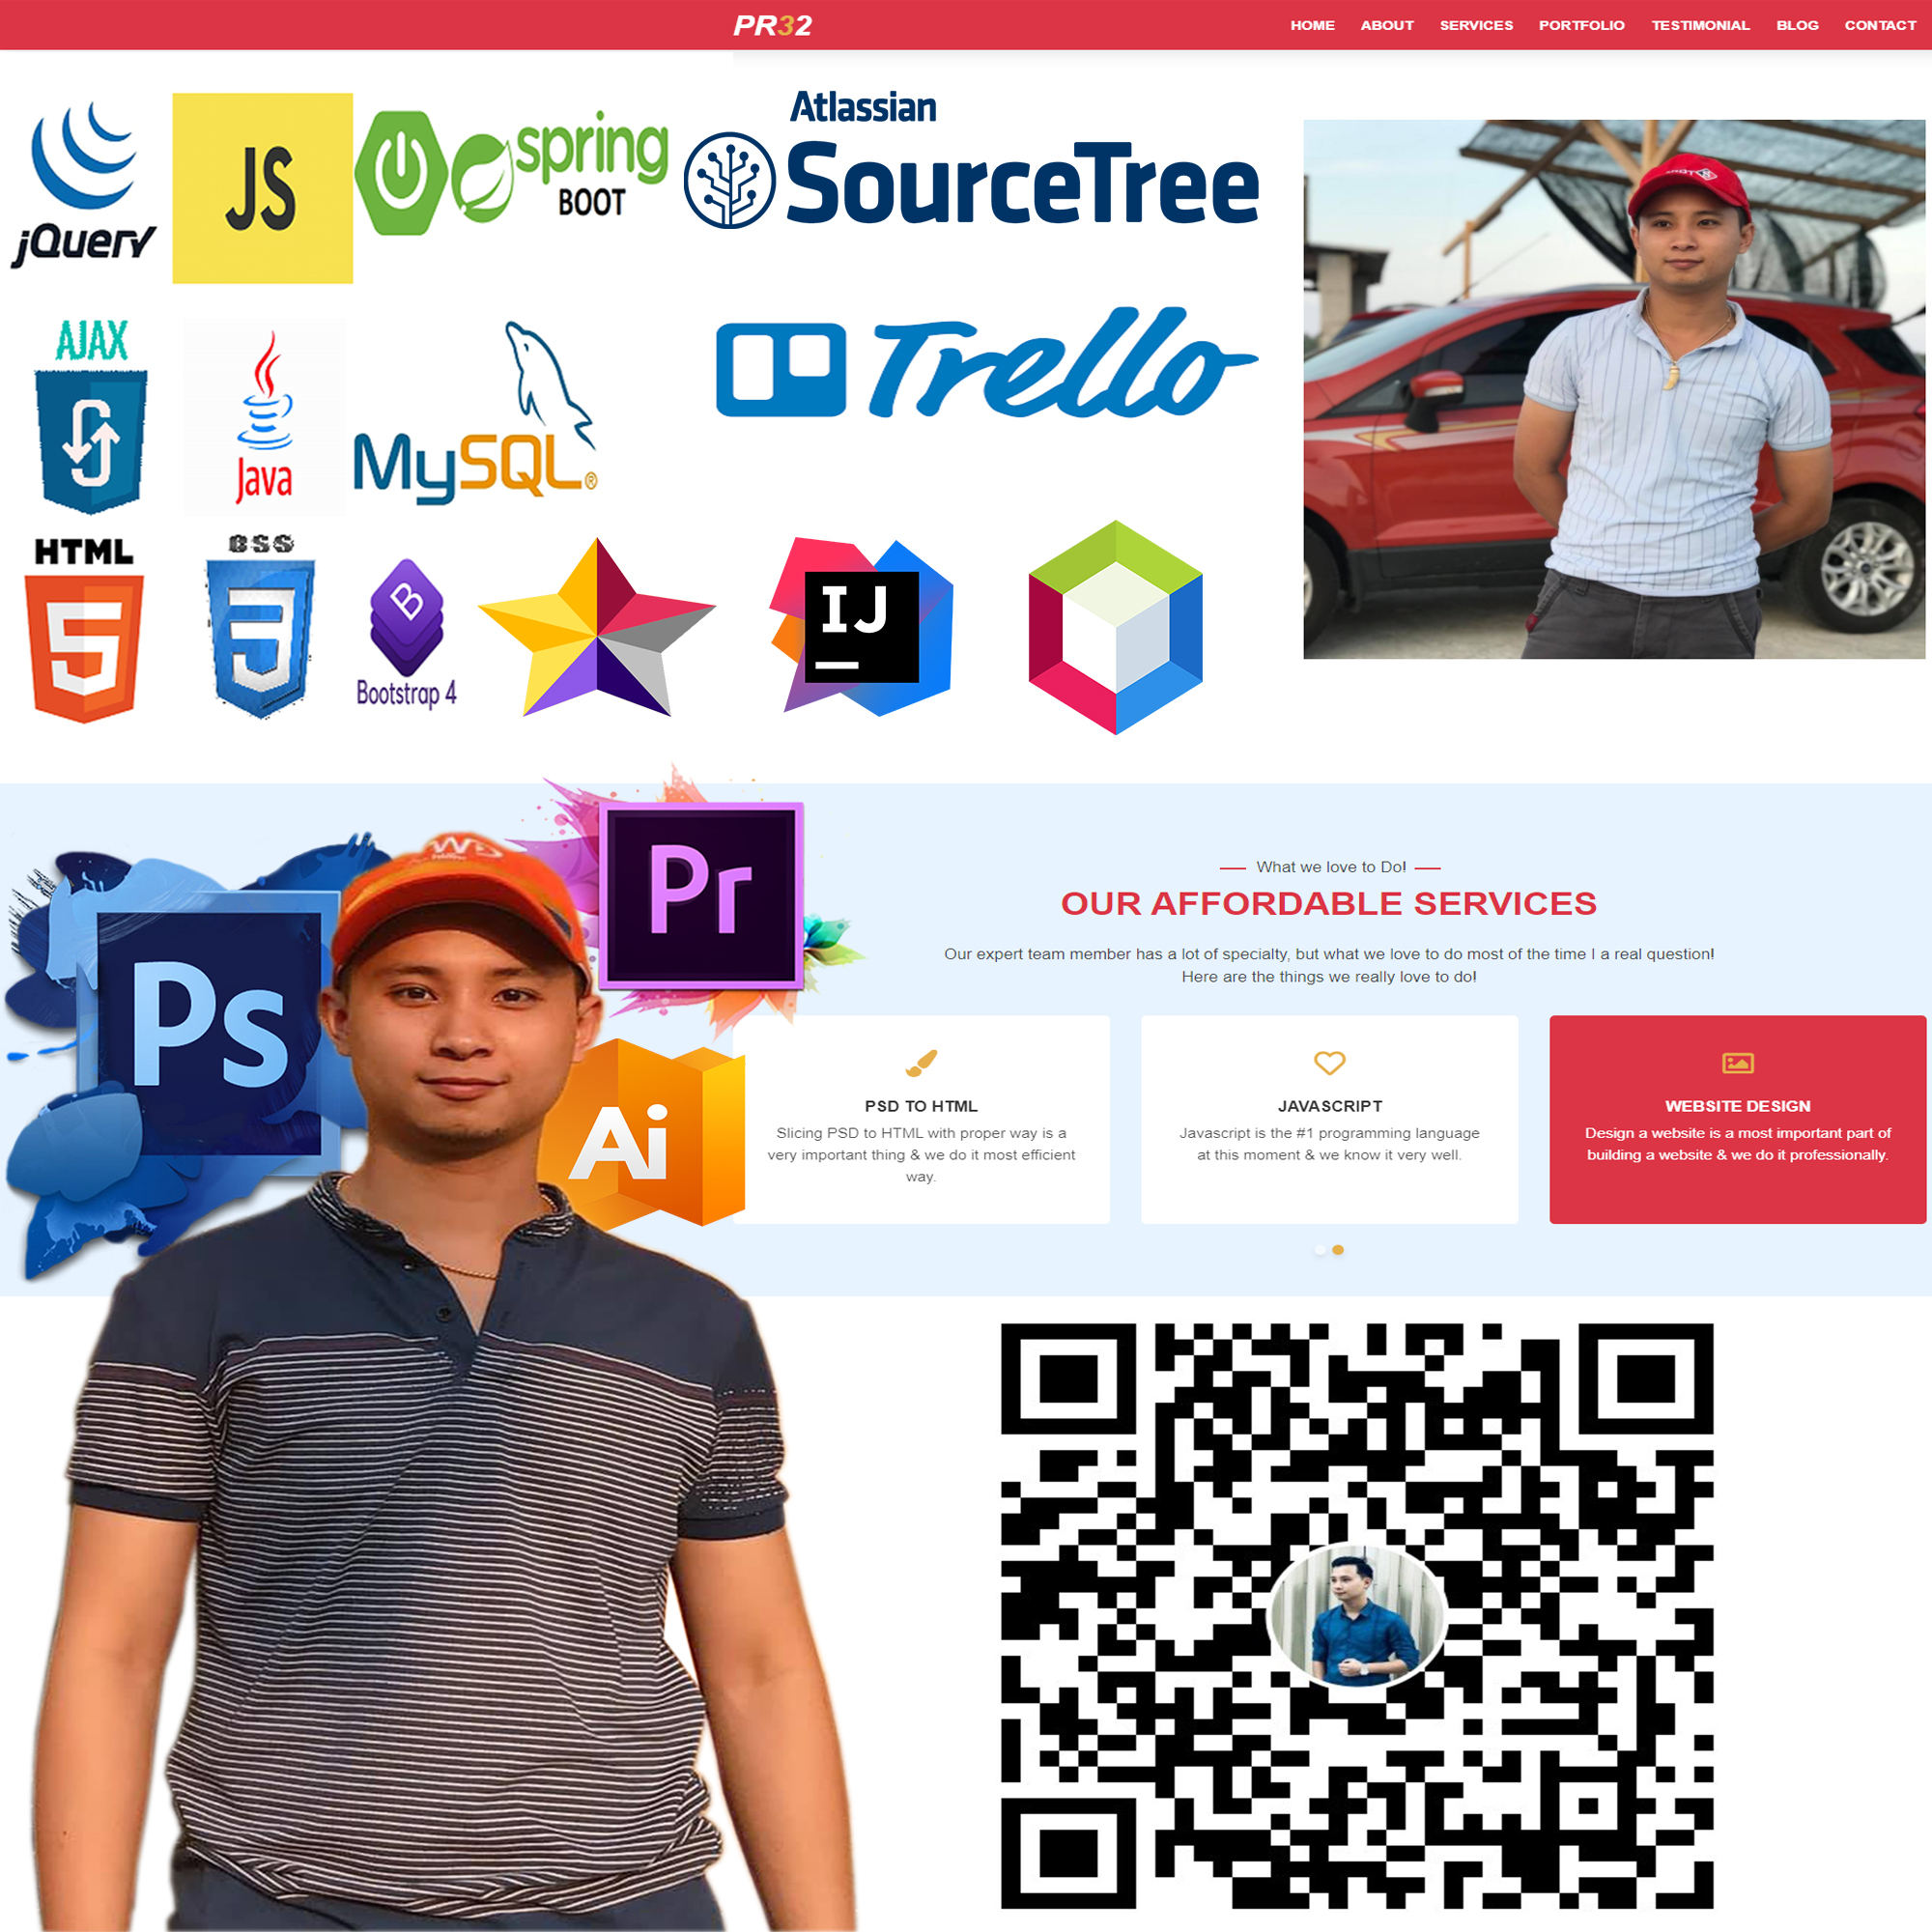 PR32
HOME ABOUT SERVICES PORTFOLIO TESTIMONIAL BLOG CONTACT
jQuery
JS
spring
BOOT
Atlassian
SourceTree
AJAX
Java
MySQL®
Trello
HTML
5
CSS
3
B
Bootstrap 4
IJ
Pr
Ps
Ai
What we love to Do!
OUR AFFORDABLE SERVICES
Our expert team member has a lot of specialty, but what we love to do most of the time I a real question!
Here are the things we really love to do!
PSD TO HTML
Slicing PSD to HTML with proper way is a
very important thing & we do it most efficient
way.
JAVASCRIPT
Javascript is the #1 programming language
at this moment & we know it very well.
WEBSITE DESIGN
Design a website is a most important part of
building a website & we do it professionally.